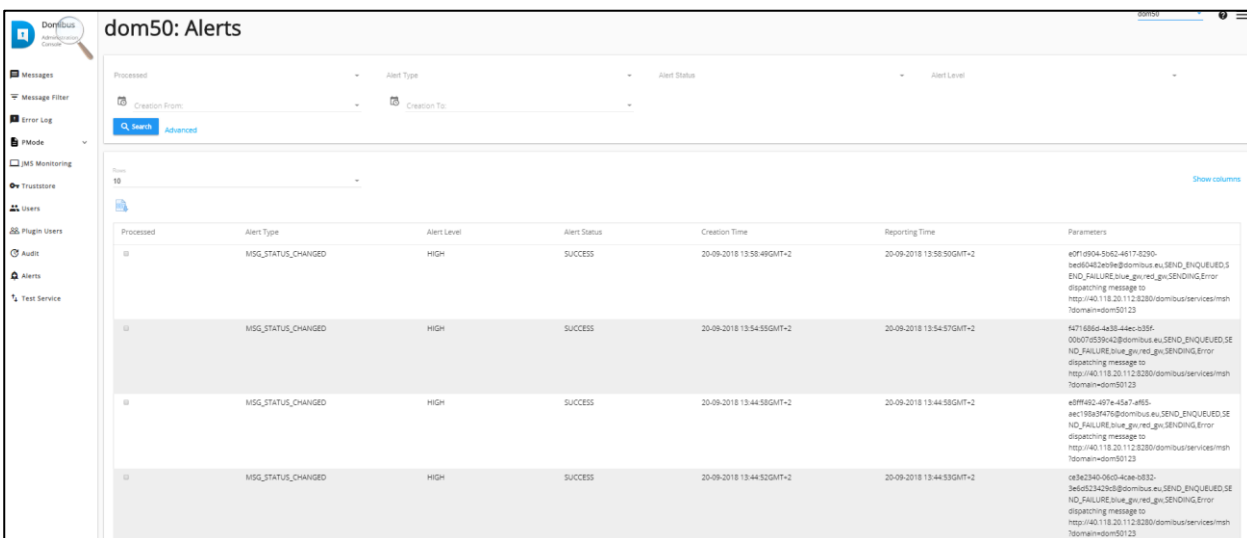 Domibus
Administration
Console
dom50: Alerts
dom50
Messages
Message Filter
Error Log
PMode
JMS Monitoring
Truststore
Users
Plugin Users
Audit
Alerts
Test Service
Processed
Alert Type
Alert Status
Alert Level
Creation From:
Creation To:
Search
Advanced
Rows
10
Show columns
Processed Alert Type Alert Level Alert Status Creation Time Reporting Time Parameters
MSG_STATUS_CHANGED HIGH SUCCESS 20-09-2018 13:58:49GMT+2 20-09-2018 13:58:50GMT+2 e0f1d904-5b62-4617-8290-
bed60482eb9e@domibus.eu,SEND_ENQUEUED,S
END_FAILURE,blue_gw,red_gw,SENDING,Error
dispatching message to
http://40.118.20.112:8280/domibus/services/msh
?domain=dom50123
MSG_STATUS_CHANGED HIGH SUCCESS 20-09-2018 13:54:55GMT+2 20-09-2018 13:54:57GMT+2 f471686d-4a38-44ec-b35f-
00b07d539c42@domibus.eu,SEND_ENQUEUED,SE
ND_FAILURE,blue_gw,red_gw,SENDING,Error
dispatching message to
http://40.118.20.112:8280/domibus/services/msh
?domain=dom50123
MSG_STATUS_CHANGED HIGH SUCCESS 20-09-2018 13:44:58GMT+2 20-09-2018 13:44:58GMT+2 e8fff492-497e-45a7-af65-
aec198a3f476@domibus.eu,SEND_ENQUEUED,SE
ND_FAILURE,blue_gw,red_gw,SENDING,Error
dispatching message to
http://40.118.20.112:8280/domibus/services/msh
?domain=dom50123
MSG_STATUS_CHANGED HIGH SUCCESS 20-09-2018 13:44:52GMT+2 20-09-2018 13:44:53GMT+2 ce3e2340-06c0-4cae-b832-
3e6d523429c8@domibus.eu,SEND_ENQUEUED,SE
ND_FAILURE,blue_gw,red_gw,SENDING,Error
dispatching message to
http://40.118.20.112:8280/domibus/services/msh
?domain=dom50123